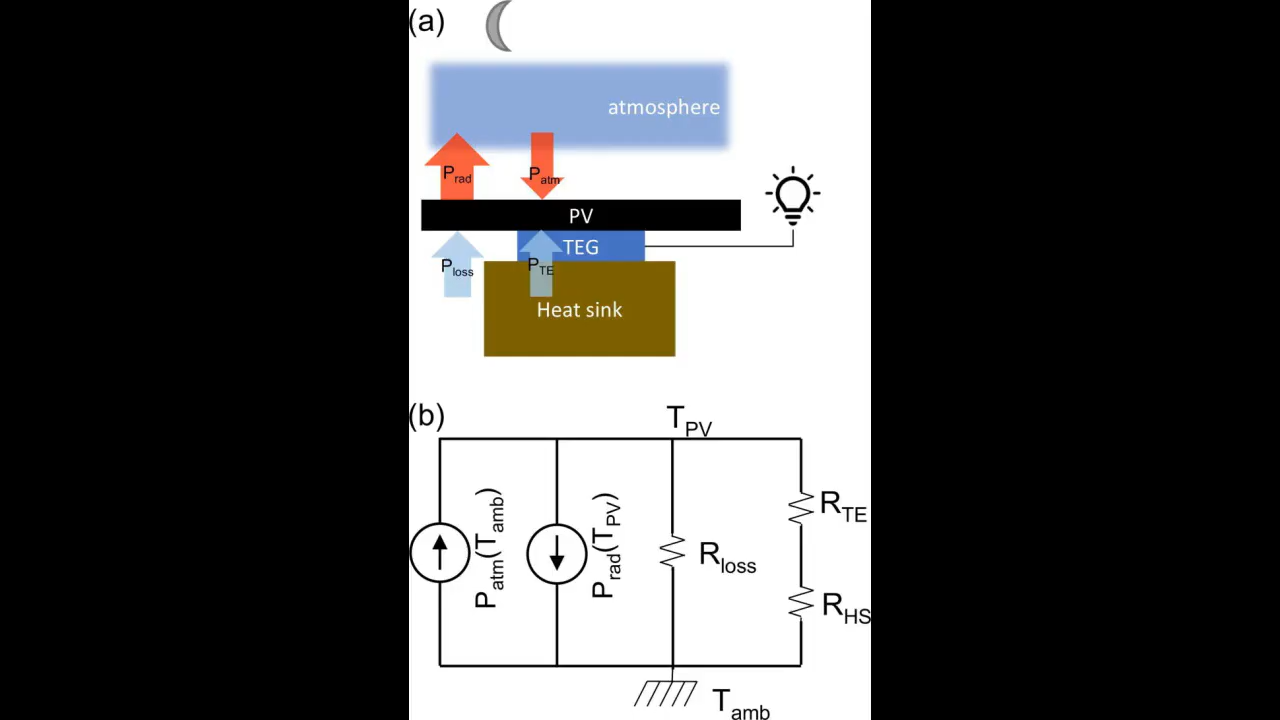 (a)
atmosphere
Prad
Patm
PV
TEG
Ploss
PTE
Heat sink
(b)
TPV
Patm(Tamb)
Prad(TPV)
Rloss
RTE
RHS
Tamb